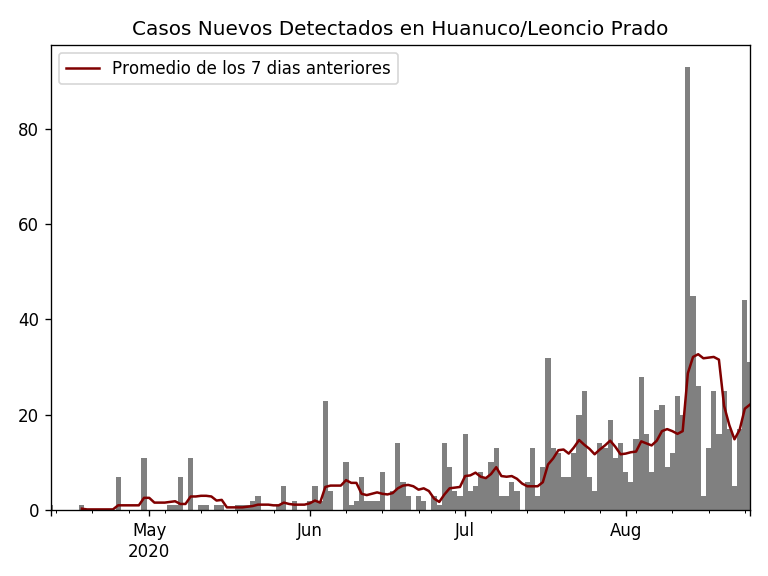 Casos Nuevos Detectados en Huanuco/Leoncio Prado
Promedio de los 7 dias anteriores
80
60
40
20
0
May Jun Jul Aug
2020